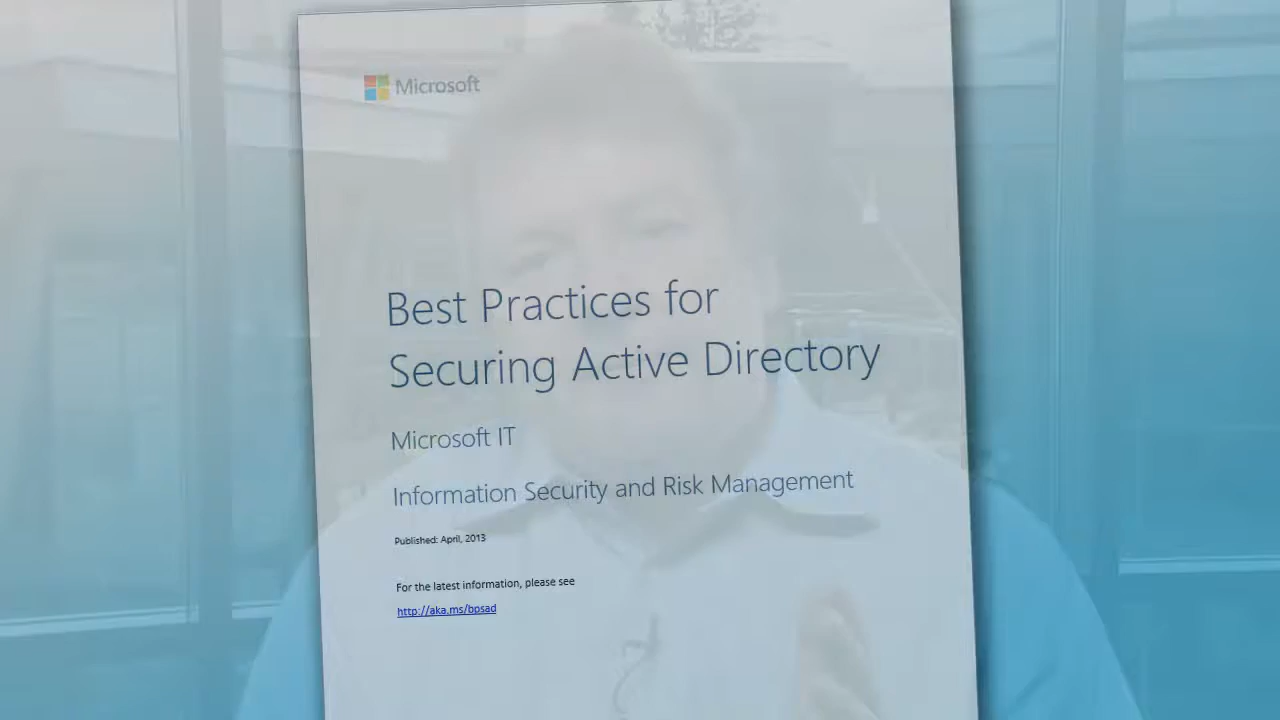 Microsoft
Best Practices for
Securing Active Directory
Microsoft IT
Information Security and Risk Management
Published: April, 2013
For the latest information, please see
http://aka.ms/bpsad